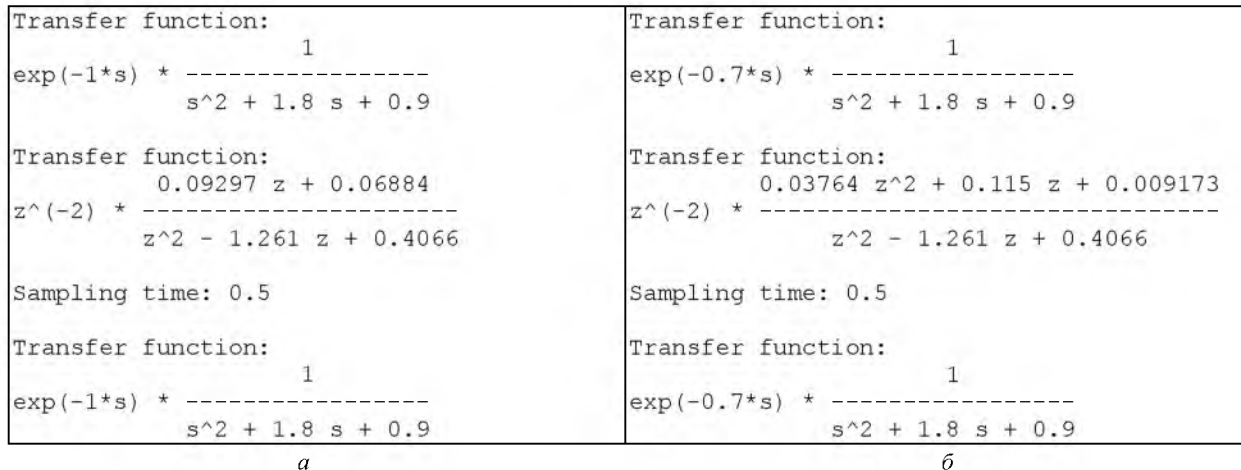 Transfer function:
1
exp(-1*s) * -----------------
s^2 + 1.8 s + 0.9
Transfer function:
0.09297 z + 0.06884
z^(-2) * ----------------------
z^2 - 1.261 z + 0.4066
Sampling time: 0.5
Transfer function:
1
exp(-1*s) * -----------------
s^2 + 1.8 s + 0.9
а
Transfer function:
1
exp(-0.7*s) * -----------------
s^2 + 1.8 s + 0.9
Transfer function:
0.03764 z^2 + 0.115 z + 0.009173
z^(-2) * --------------------------------
z^2 - 1.261 z + 0.4066
Sampling time: 0.5
Transfer function:
1
exp(-0.7*s) * -----------------
s^2 + 1.8 s + 0.9
б